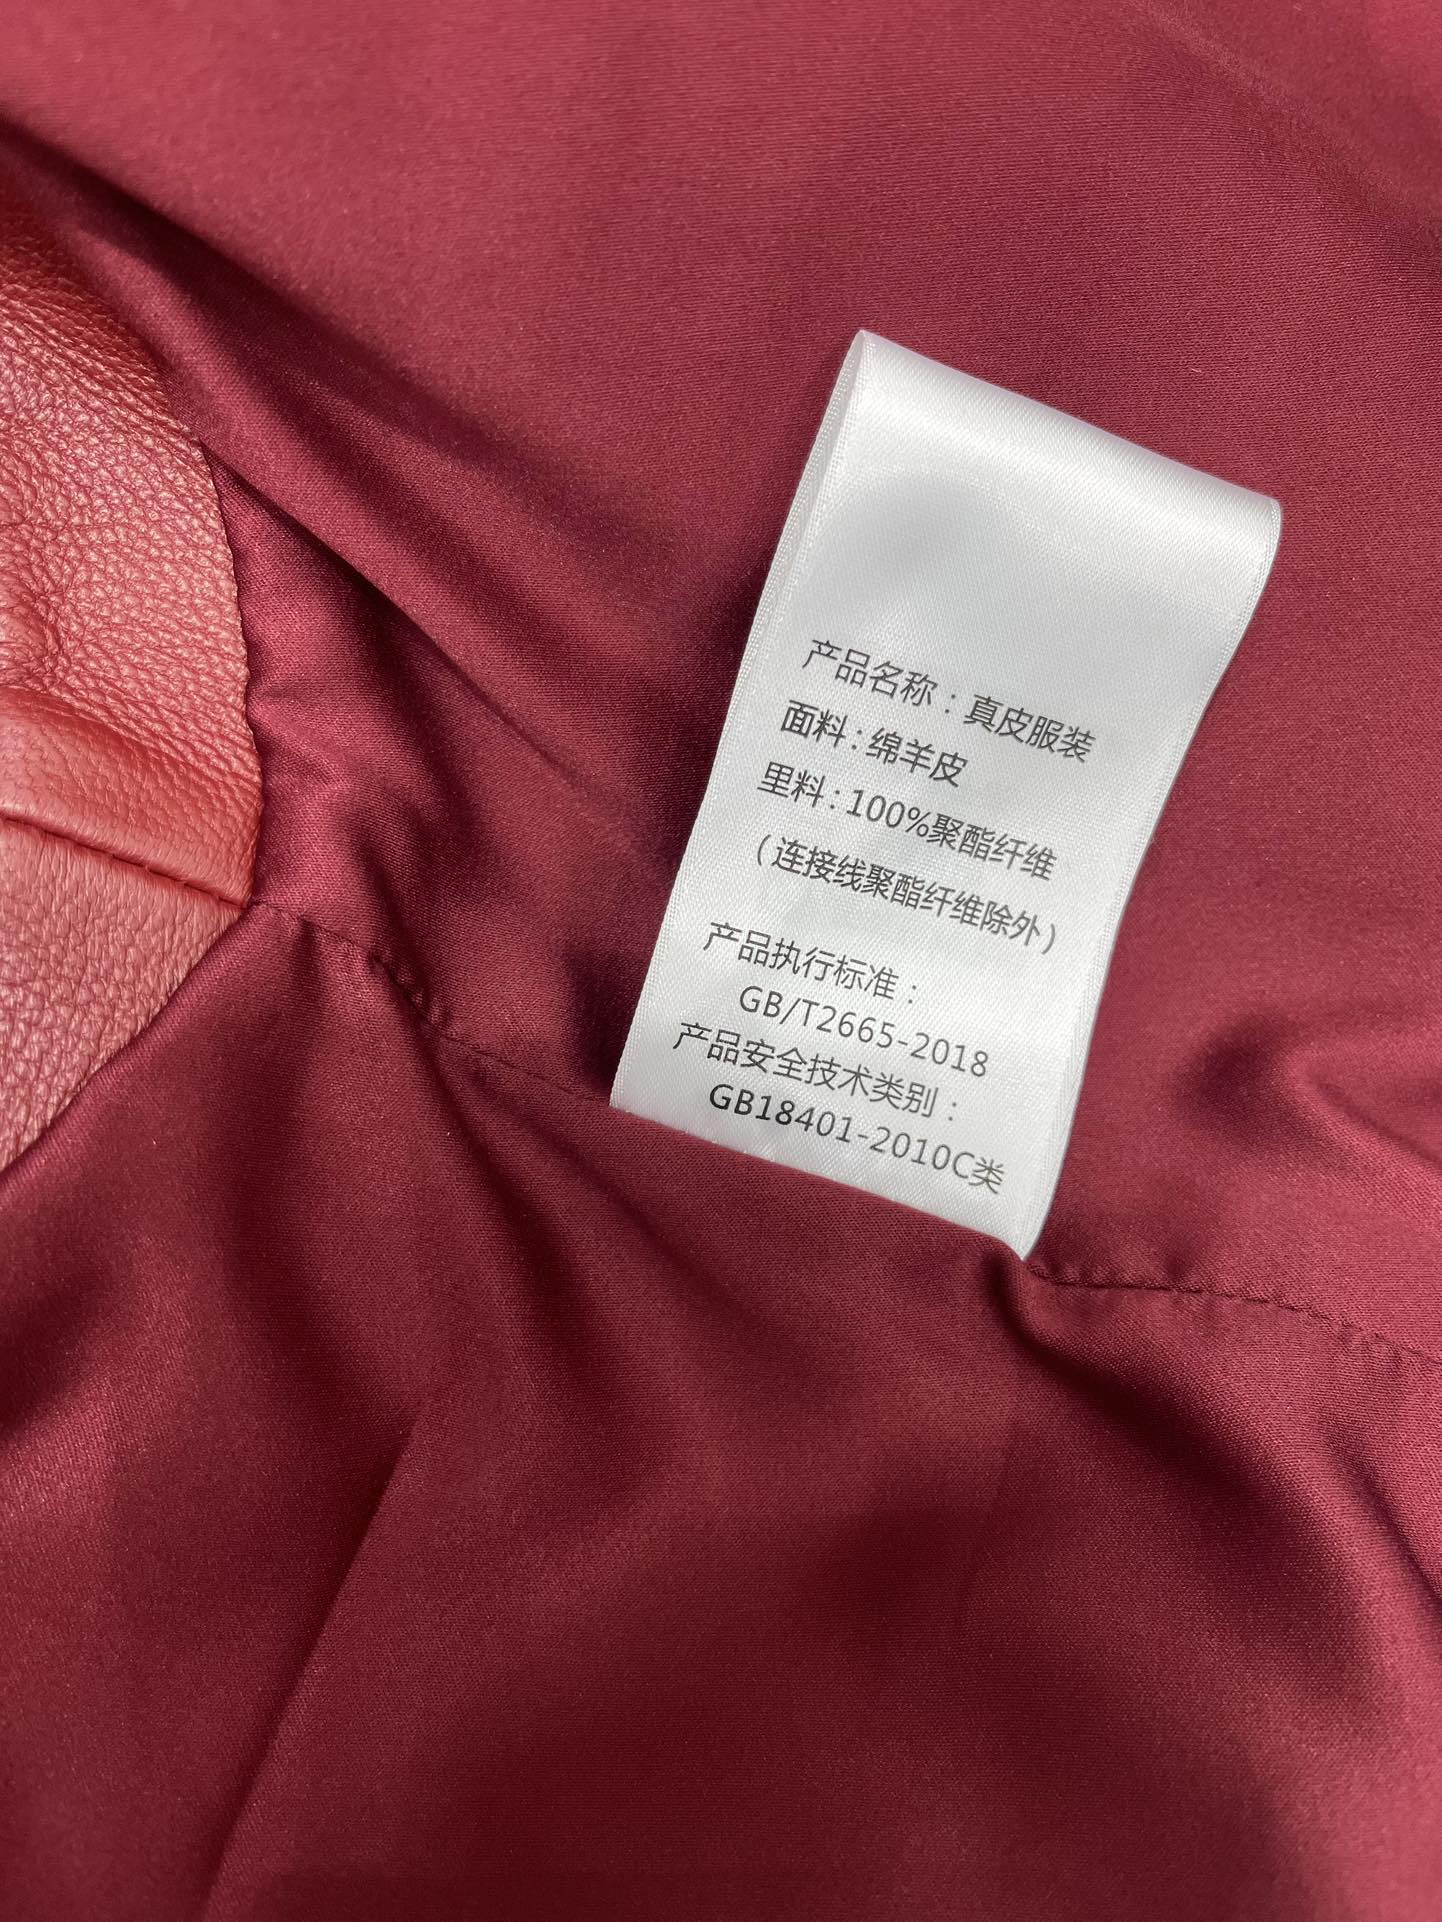 产品名称：真皮服装
面料：绵羊皮
里料：100%聚酯纤维
（连接线聚酯纤维除外）
产品执行标准：
GB/T2665-2018
产品安全技术类别：
GB18401-2010C类